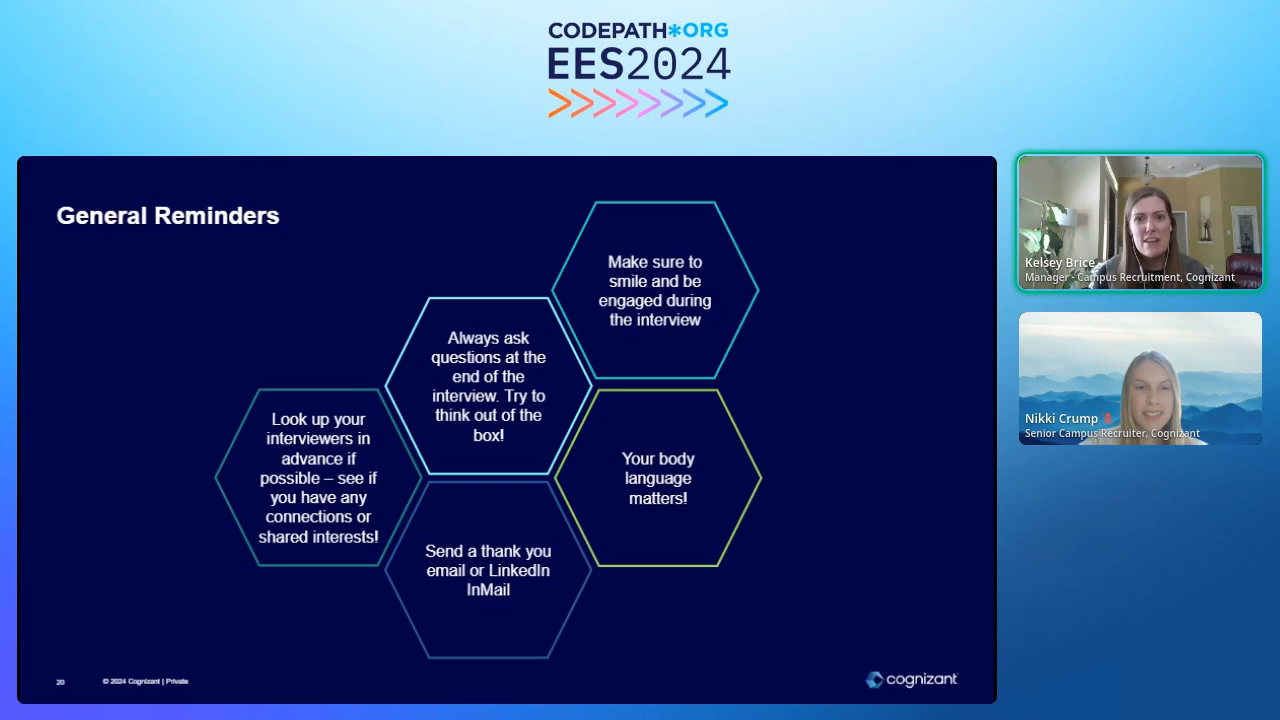 CODEPATH*ORG
EES2024
General Reminders
Make sure to
smile and be
engaged during
the interview
Always ask
questions at the
end of the
interview. Try to
think out of the
box!
Look up your
interviewers in
advance if
possible – see if
you have any
connections or
shared interests!
Your body
language
matters!
Send a thank you
email or LinkedIn
InMail
20
© 2024 Cognizant | Private
cognizant
Kelsey Brice
Manager - Campus Recruitment, Cognizant
Nikki Crump
Senior Campus Recruiter, Cognizant